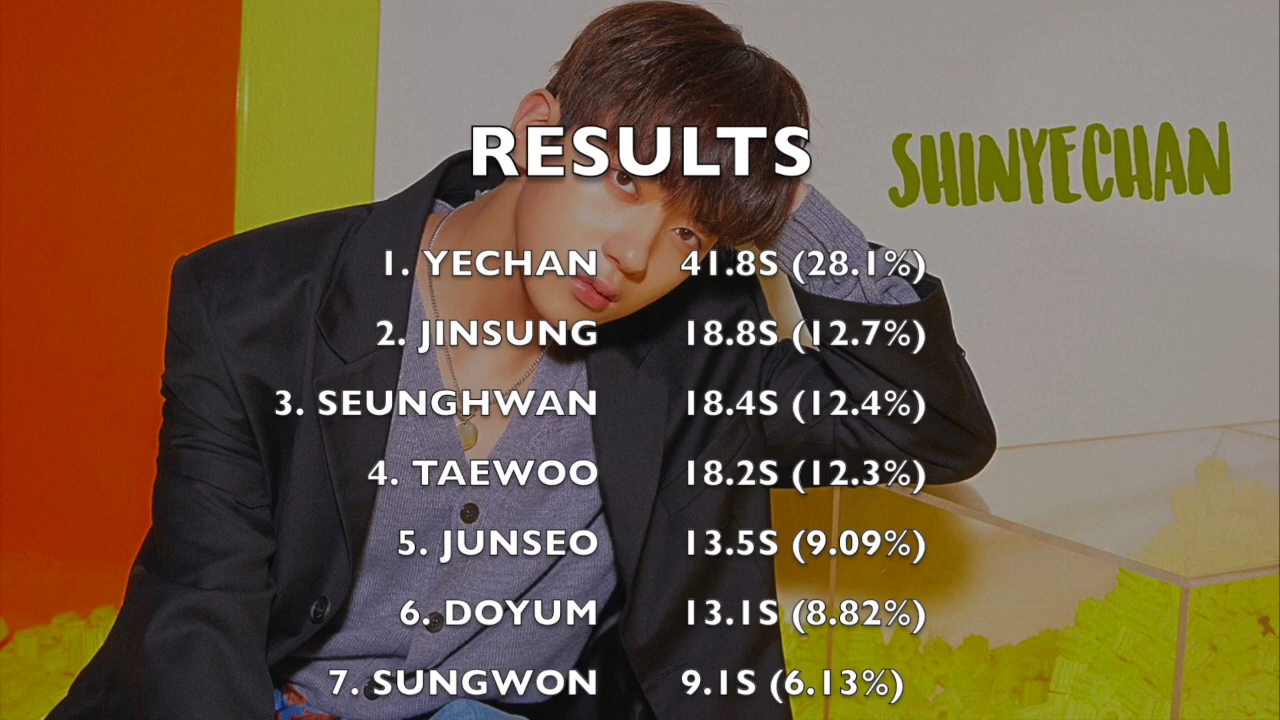 RESULTS
SHINYECHAN
1. YECHAN 41.8S (28.1%)
2. JINSUNG 18.8S (12.7%)
3. SEUNGHWAN 18.4S (12.4%)
4. TAEWOO 18.2S (12.3%)
5. JUNSEO 13.5S (9.09%)
6. DOYUM 13.1S (8.82%)
7. SUNGWON 9.1S (6.13%)